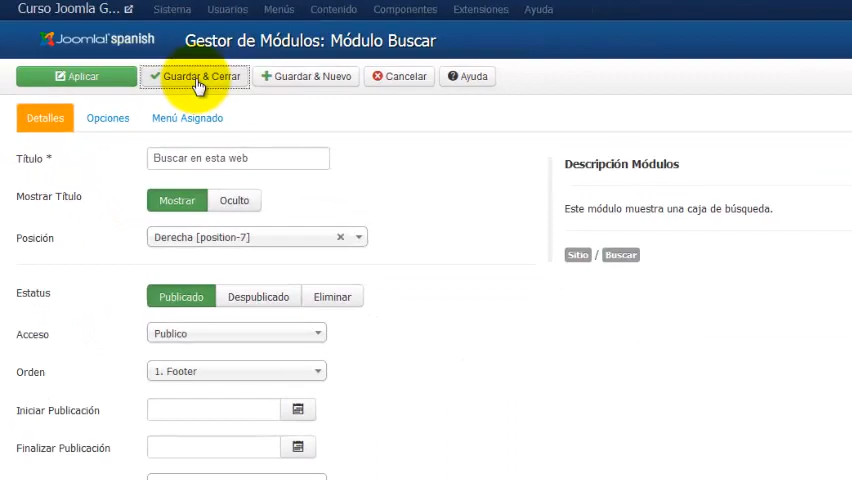 Curso Joomla G... Sistema Usuarios Menús Contenido Componentes Extensiones Ayuda
Joomla! spanish Gestor de Módulos: Módulo Buscar
Aplicar Guardar & Cerrar Guardar & Nuevo Cancelar Ayuda
Detalles Opciones Menú Asignado
Título * Buscar en esta web
Descripción Módulos
Mostrar Título Mostrar Oculto
Este módulo muestra una caja de búsqueda.
Posición Derecha [position-7]
Sitio / Buscar
Estatus Publicado Despublicado Eliminar
Acceso Publico
Orden 1. Footer
Iniciar Publicación
Finalizar Publicación